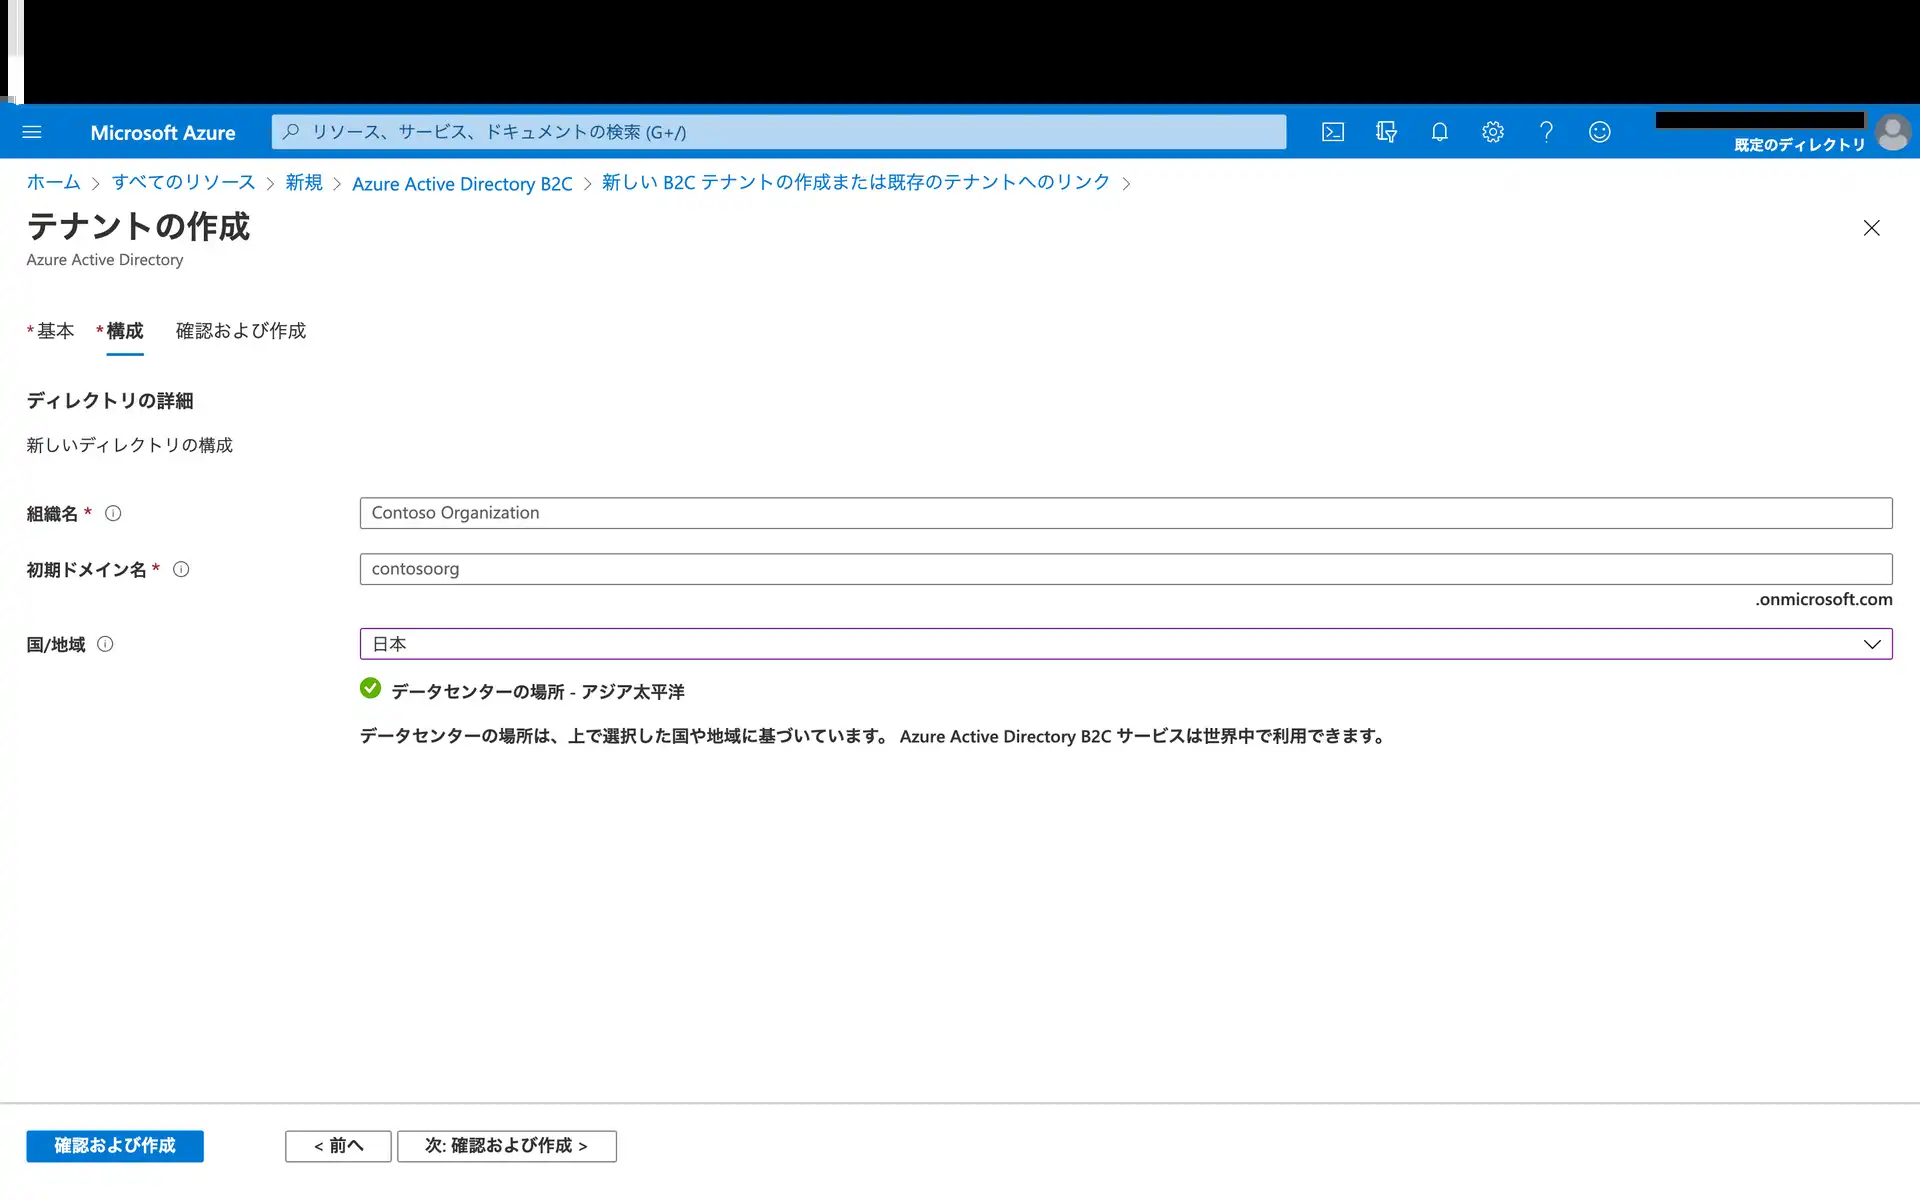 Microsoft Azure
リソース、サービス、ドキュメントの検索 (G+/)
既定のディレクトリ
ホーム > すべてのリソース > 新規 > Azure Active Directory B2C > 新しい B2C テナントの作成または既存のテナントへのリンク >
テナントの作成
Azure Active Directory
*基本 *構成 確認および作成
ディレクトリの詳細
新しいディレクトリの構成
組織名 *
Contoso Organization
初期ドメイン名 *
contosoorg
.onmicrosoft.com
国/地域
日本
データセンターの場所 - アジア太平洋
データセンターの場所は、上で選択した国や地域に基づいています。 Azure Active Directory B2C サービスは世界中で利用できます。
確認および作成
< 前へ
次: 確認および作成 >